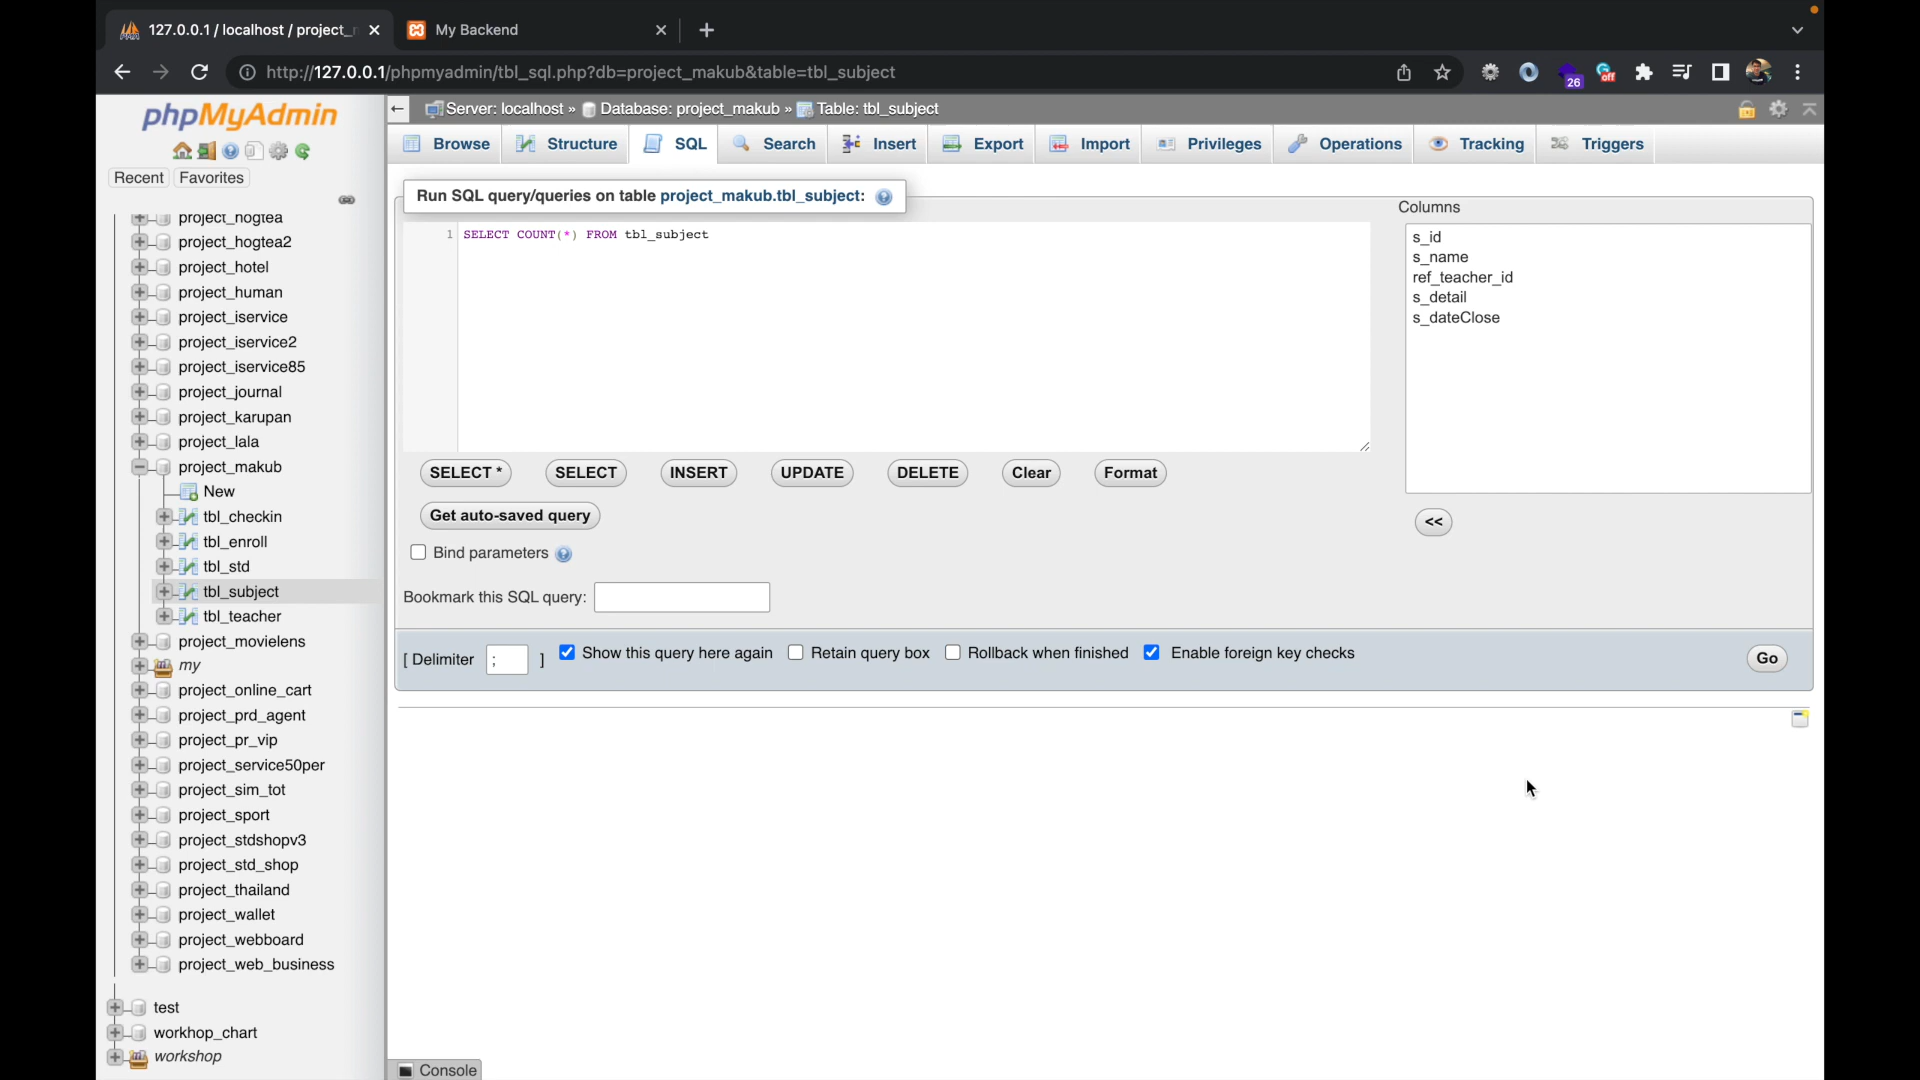 127.0.0.1 / localhost / project_
My Backend
http://127.0.0.1/phpmyadmin/tbl_sql.php?db=project_makub&table=tbl_subject
26
off
phpMyAdmin
Recent
Favorites
project_hogtea
project_hogtea2
project_hotel
project_human
project_iservice
project_iservice2
project_iservice85
project_journal
project_karupan
project_lala
project_makub
New
tbl_checkin
tbl_enroll
tbl_std
tbl_subject
tbl_teacher
project_movielens
my
project_online_cart
project_prd_agent
project_pr_vip
project_service50per
project_sim_tot
project_sport
project_stdshopv3
project_std_shop
project_thailand
project_wallet
project_webboard
project_web_business
test
workhop_chart
workshop
Server: localhost » Database: project_makub » Table: tbl_subject
Browse Structure SQL Search Insert Export Import Privileges Operations Tracking Triggers
Run SQL query/queries on table project_makub.tbl_subject:
1 SELECT COUNT(*) FROM tbl_subject
Columns
s_id
s_name
ref_teacher_id
s_detail
s_dateClose
<<
SELECT * SELECT INSERT UPDATE DELETE Clear Format
Get auto-saved query
Bind parameters
Bookmark this SQL query:
[ Delimiter ; ] Show this query here again Retain query box Rollback when finished Enable foreign key checks
Go
Console